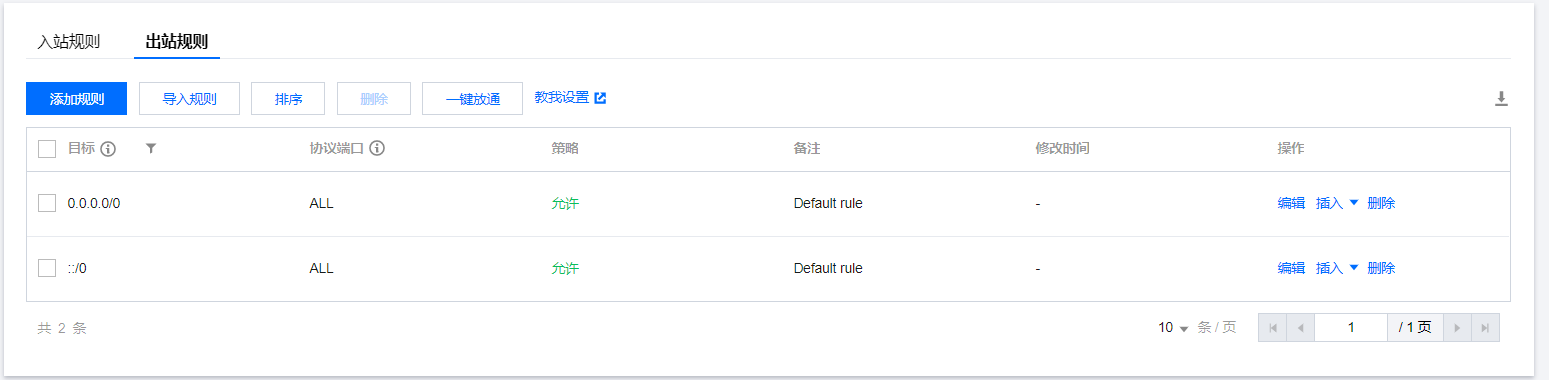 入站规则 出站规则
添加规则 导入规则 排序 删除 一键放通 教我设置
目标 协议端口 策略 备注 修改时间 操作
0.0.0.0/0 ALL 允许 Default rule - 编辑 插入 删除
::/0 ALL 允许 Default rule - 编辑 插入 删除
共 2 条 10 条 / 页 1 / 1 页